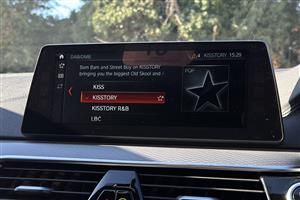 DAB/DMB
4 KISSTORY 15:29
Bam Bam and Street Boy on KISSTORY
bringing you the biggest Old Skool and
POP
KISS
KISSTORY
KISSTORY R&B
LBC